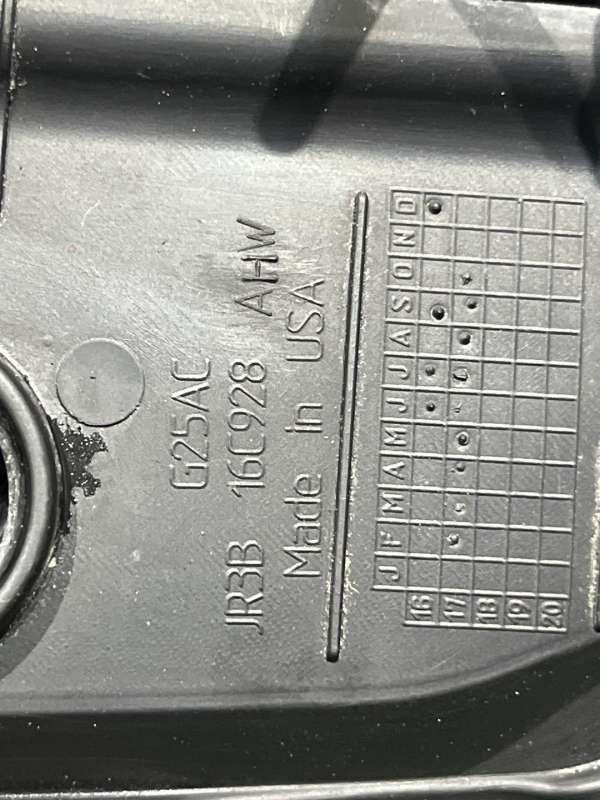 G25AC
JR3B 16C928 AHW
Made in USA
J F M A M J J A S O N D
16
17
18
19
20